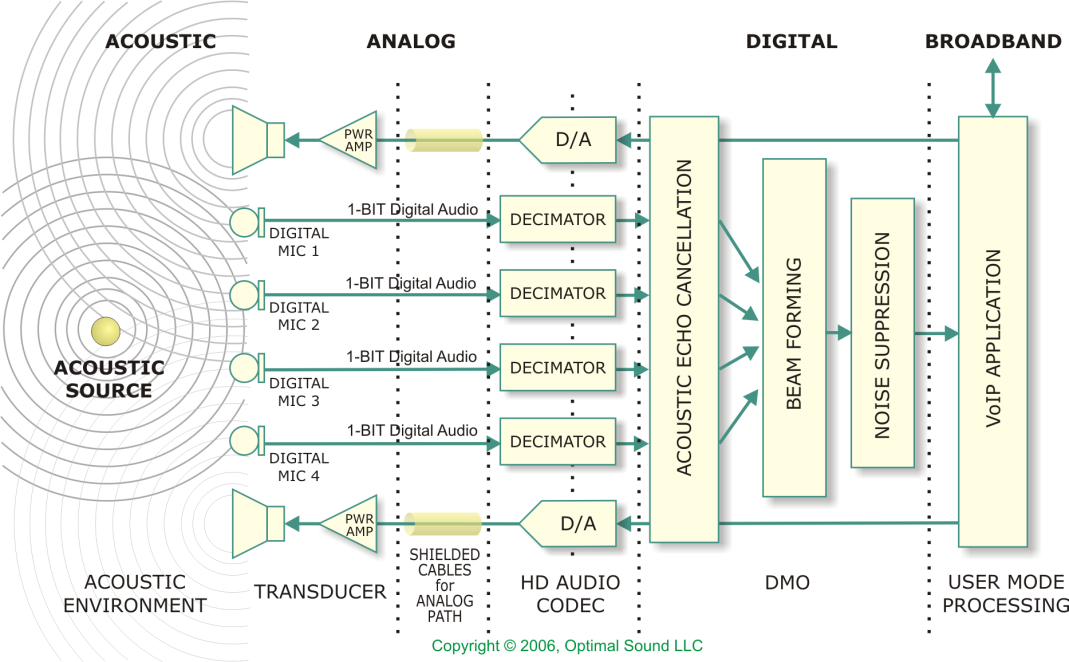 ACOUSTIC
ANALOG
DIGITAL
BROADBAND
PWR
AMP
D/A
1-BIT Digital Audio
DIGITAL
MIC 1
DECIMATOR
1-BIT Digital Audio
DIGITAL
MIC 2
DECIMATOR
1-BIT Digital Audio
DIGITAL
MIC 3
DECIMATOR
1-BIT Digital Audio
DIGITAL
MIC 4
DECIMATOR
ACOUSTIC
SOURCE
ACOUSTIC ECHO CANCELLATION
BEAM FORMING
NOISE SUPPRESSION
VoIP APPLICATION
PWR
AMP
D/A
ACOUSTIC
ENVIRONMENT
TRANSDUCER
SHIELDED
CABLES
for
ANALOG
PATH
HD AUDIO
CODEC
DMO
USER MODE
PROCESSING
Copyright © 2006, Optimal Sound LLC